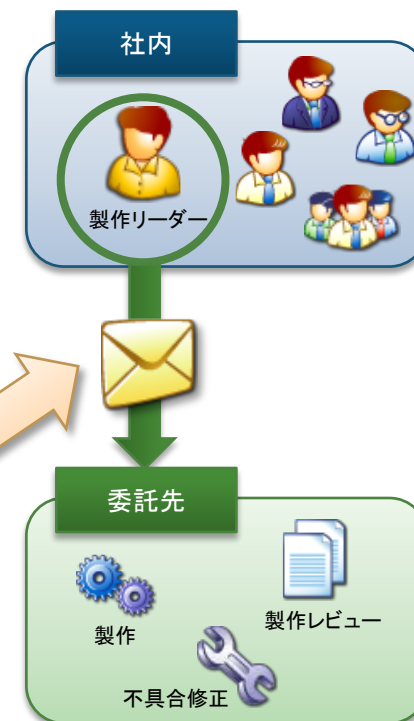 社内
製作リーダー
委託先
製作
製作レビュー
不具合修正